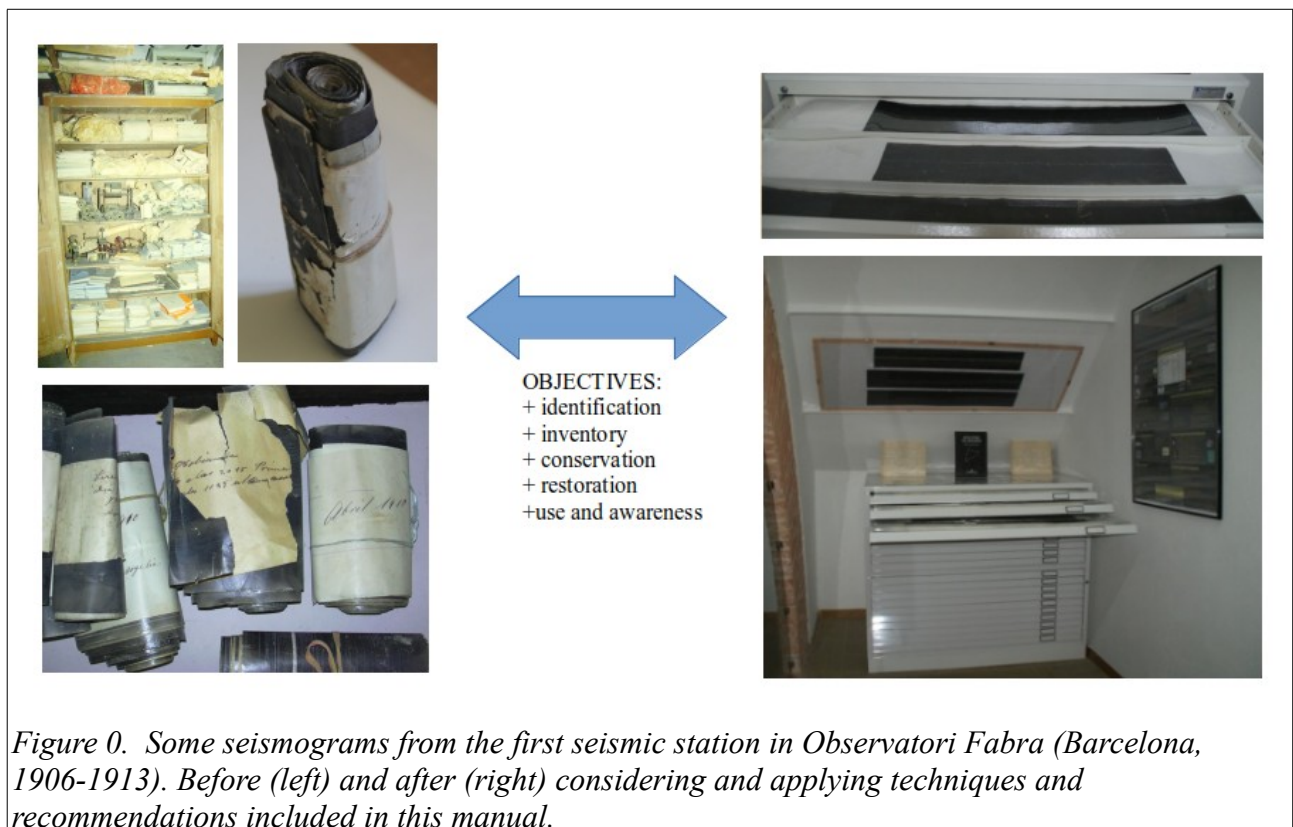 Abril 19
OBJECTIVES:
+ identification
+ inventory
+ conservation
+ restoration
+use and awareness
Figure 0.  Some seismograms from the first seismic station in Observatori Fabra (Barcelona,
1906-1913). Before (left) and after (right) considering and applying techniques and
recommendations included in this manual.